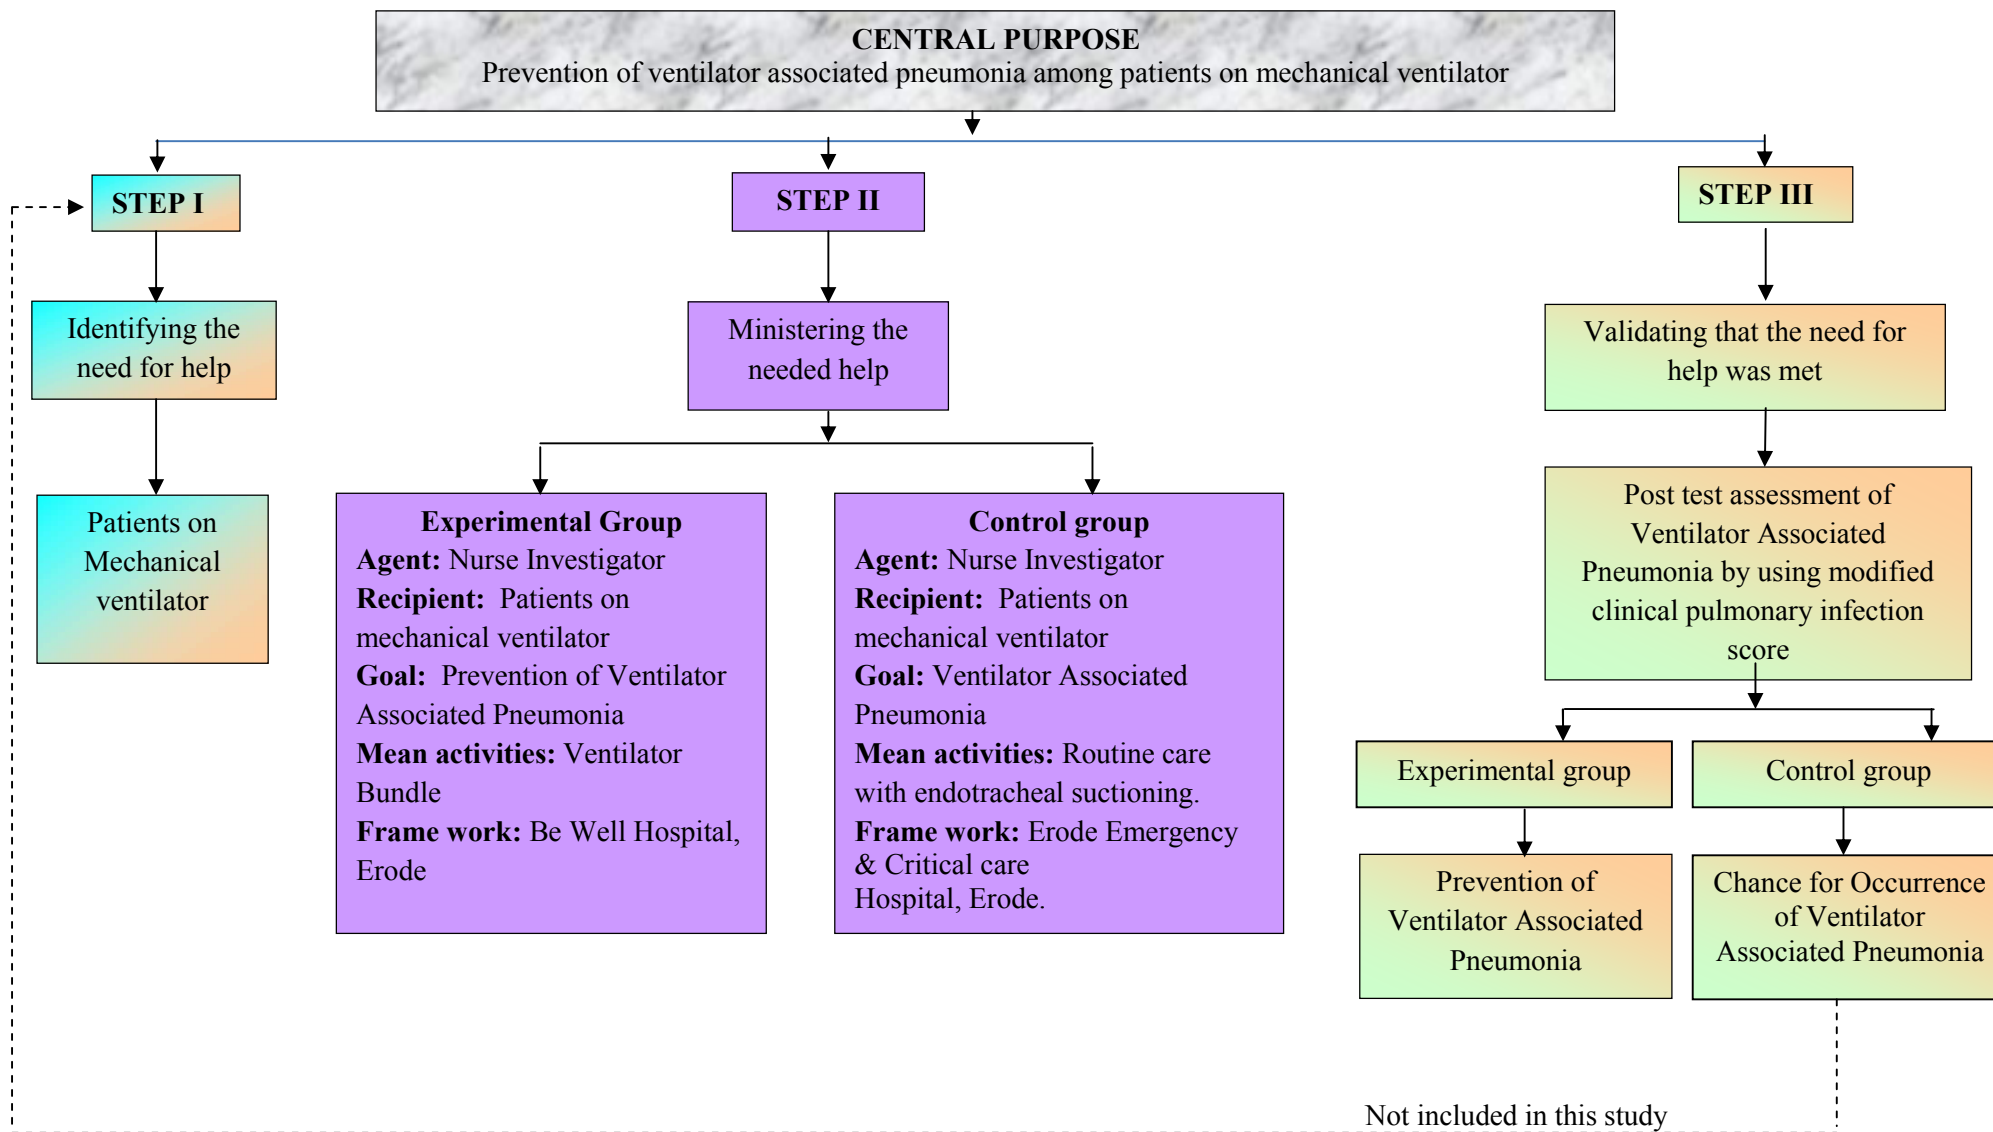 CENTRAL PURPOSE
Prevention of ventilator associated pneumonia among patients on mechanical ventilator
STEP I
STEP II
STEP III
Identifying the
need for help
Ministering the
needed help
Validating that the need for
help was met
Patients on
Mechanical
ventilator
Experimental Group
Agent: Nurse Investigator
Recipient: Patients on
mechanical ventilator
Goal: Prevention of Ventilator
Associated Pneumonia
Mean activities: Ventilator
Bundle
Frame work: Be Well Hospital,
Erode
Control group
Agent: Nurse Investigator
Recipient: Patients on
mechanical ventilator
Goal: Ventilator Associated
Pneumonia
Mean activities: Routine care
with endotracheal suctioning.
Frame work: Erode Emergency
& Critical care
Hospital, Erode.
Post test assessment of
Ventilator Associated
Pneumonia by using modified
clinical pulmonary infection
score
Experimental group
Control group
Prevention of
Ventilator Associated
Pneumonia
Chance for Occurrence
of Ventilator
Associated Pneumonia
Not included in this study